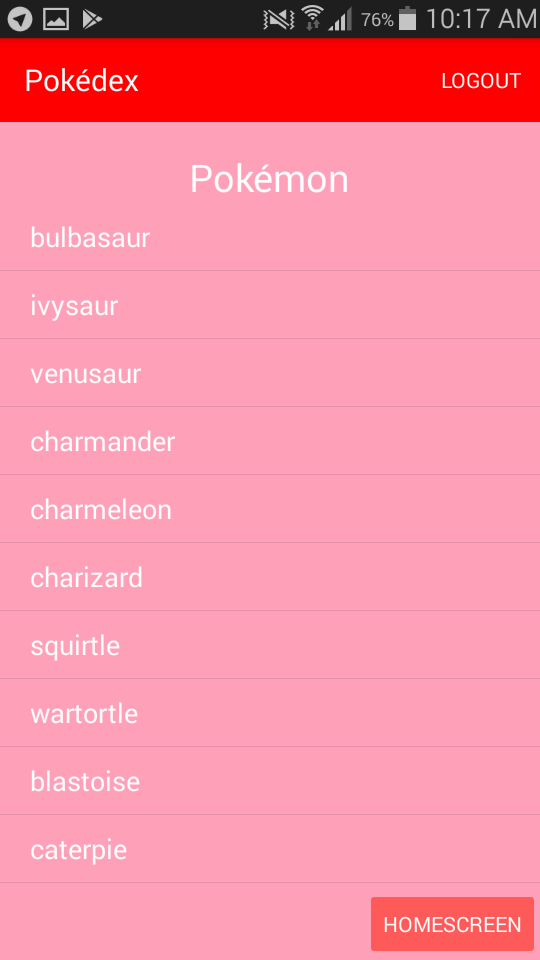 76% 10:17 AM
Pokédex LOGOUT
Pokémon
bulbasaur
ivysaur
venusaur
charmander
charmeleon
charizard
squirtle
wartortle
blastoise
caterpie
HOMESCREEN